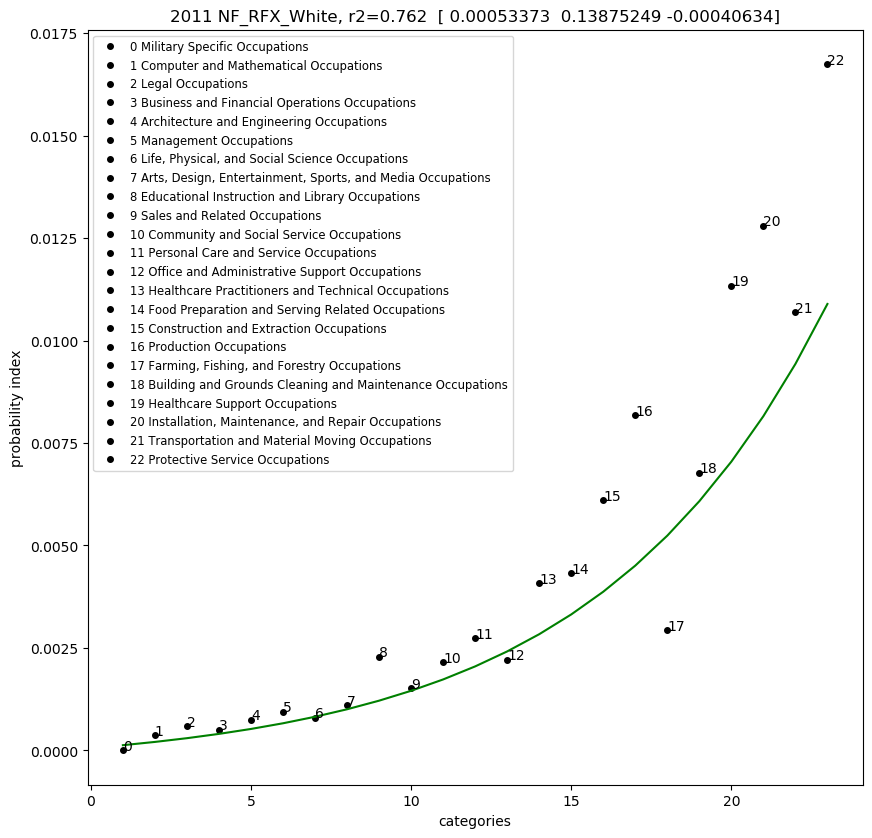 2011 NF_RFX_White, r2=0.762  [ 0.00053373  0.13875249 -0.00040634]
0 Military Specific Occupations
1 Computer and Mathematical Occupations
2 Legal Occupations
3 Business and Financial Operations Occupations
4 Architecture and Engineering Occupations
5 Management Occupations
6 Life, Physical, and Social Science Occupations
7 Arts, Design, Entertainment, Sports, and Media Occupations
8 Educational Instruction and Library Occupations
9 Sales and Related Occupations
10 Community and Social Service Occupations
11 Personal Care and Service Occupations
12 Office and Administrative Support Occupations
13 Healthcare Practitioners and Technical Occupations
14 Food Preparation and Serving Related Occupations
15 Construction and Extraction Occupations
16 Production Occupations
17 Farming, Fishing, and Forestry Occupations
18 Building and Grounds Cleaning and Maintenance Occupations
19 Healthcare Support Occupations
20 Installation, Maintenance, and Repair Occupations
21 Transportation and Material Moving Occupations
22 Protective Service Occupations
0.0175
0.0150
0.0125
0.0100
0.0075
0.0050
0.0025
0.0000
probability index
0
1
2
3
4
5
6
7
8
9
10
11
12
13
14
15
16
17
18
19
20
21
22
0
5
10
15
20
categories